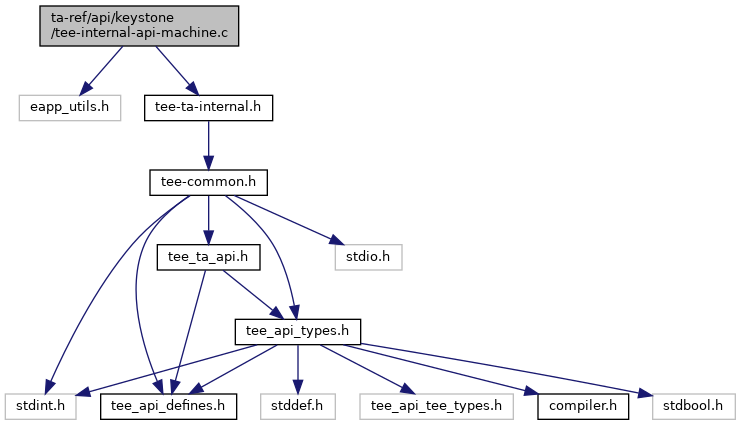 ta-ref/api/keystone
/tee-internal-api-machine.c
eapp_utils.h
tee-ta-internal.h
tee-common.h
tee_ta_api.h
stdio.h
tee_api_types.h
stdint.h
tee_api_defines.h
stddef.h
tee_api_tee_types.h
compiler.h
stdbool.h